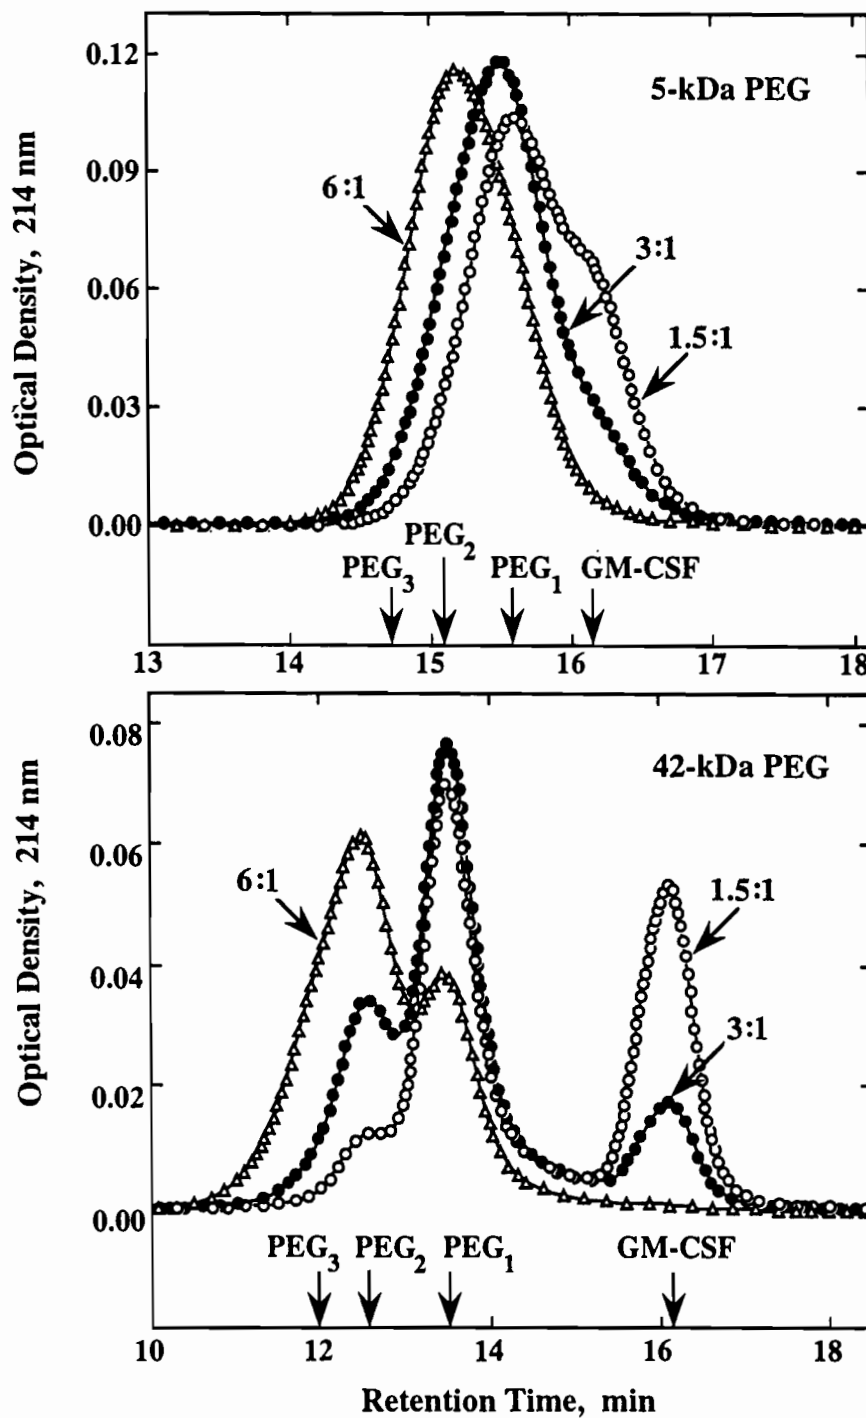 Optical Density, 214 nm
0.12
0.09
0.06
0.03
0.00
5-kDa PEG
6:1
3:1
1.5:1
PEG3
PEG2
PEG1
GM-CSF
13 14 15 16 17 18
Optical Density, 214 nm
0.08
0.06
0.04
0.02
0.00
42-kDa PEG
6:1
1.5:1
3:1
PEG3
PEG2
PEG1
GM-CSF
10 12 14 16 18
Retention Time, min